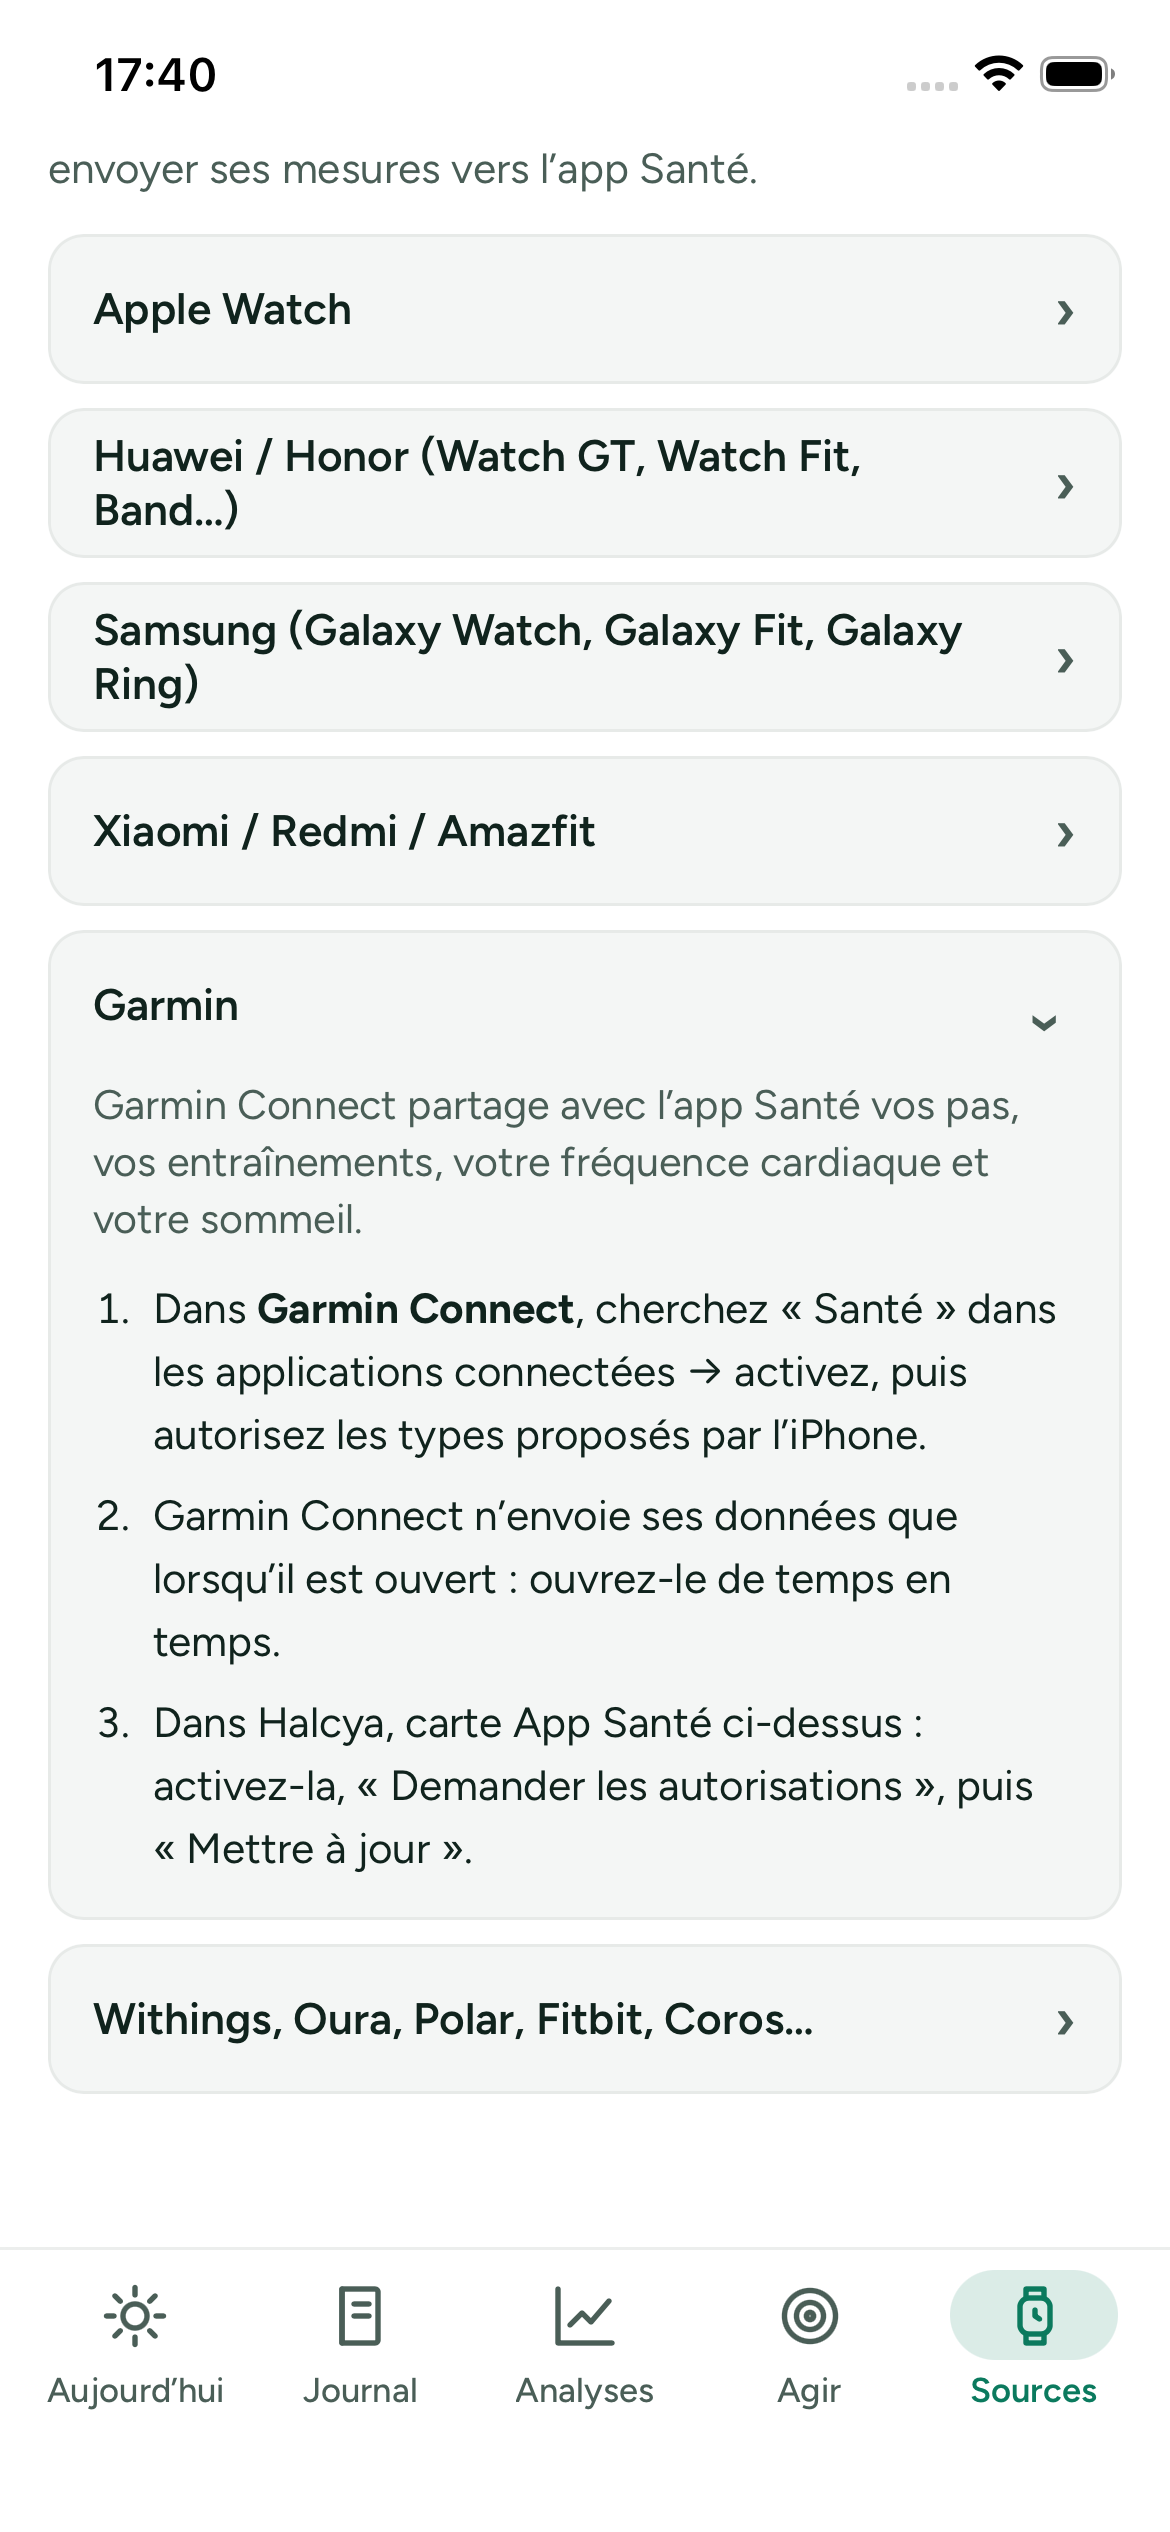 17:40
envoyer ses mesures vers l’app Santé.
Apple Watch
Huawei / Honor (Watch GT, Watch Fit,
Band…)
Samsung (Galaxy Watch, Galaxy Fit, Galaxy
Ring)
Xiaomi / Redmi / Amazfit
Garmin
Garmin Connect partage avec l’app Santé vos pas,
vos entraînements, votre fréquence cardiaque et
votre sommeil.
1. Dans Garmin Connect, cherchez « Santé » dans
les applications connectées → activez, puis
autorisez les types proposés par l’iPhone.
2. Garmin Connect n’envoie ses données que
lorsqu’il est ouvert : ouvrez-le de temps en
temps.
3. Dans Halcya, carte App Santé ci-dessus :
activez-la, « Demander les autorisations », puis
« Mettre à jour ».
Withings, Oura, Polar, Fitbit, Coros…
Aujourd’hui Journal Analyses Agir Sources